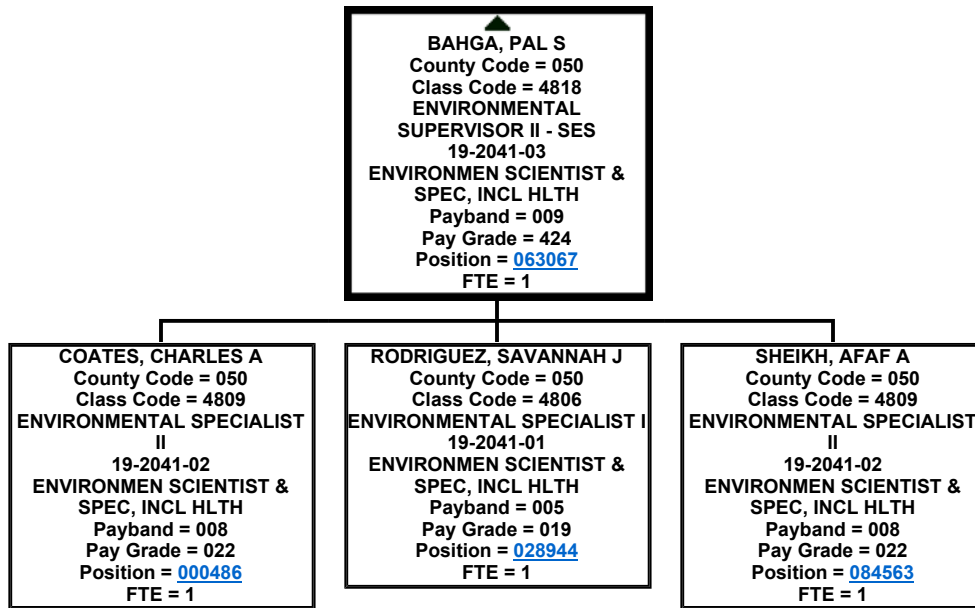 BAHGA, PAL S
County Code = 050
Class Code = 4818
ENVIRONMENTAL
SUPERVISOR II - SES
19-2041-03
ENVIRONMEN SCIENTIST &
SPEC, INCL HLTH
Payband = 009
Pay Grade = 424
Position = 063067
FTE = 1
COATES, CHARLES A
County Code = 050
Class Code = 4809
ENVIRONMENTAL SPECIALIST
II
19-2041-02
ENVIRONMEN SCIENTIST &
SPEC, INCL HLTH
Payband = 008
Pay Grade = 022
Position = 000486
FTE = 1
RODRIGUEZ, SAVANNAH J
County Code = 050
Class Code = 4806
ENVIRONMENTAL SPECIALIST I
19-2041-01
ENVIRONMEN SCIENTIST &
SPEC, INCL HLTH
Payband = 005
Pay Grade = 019
Position = 028944
FTE = 1
SHEIKH, AFAF A
County Code = 050
Class Code = 4809
ENVIRONMENTAL SPECIALIST
II
19-2041-02
ENVIRONMEN SCIENTIST &
SPEC, INCL HLTH
Payband = 008
Pay Grade = 022
Position = 084563
FTE = 1